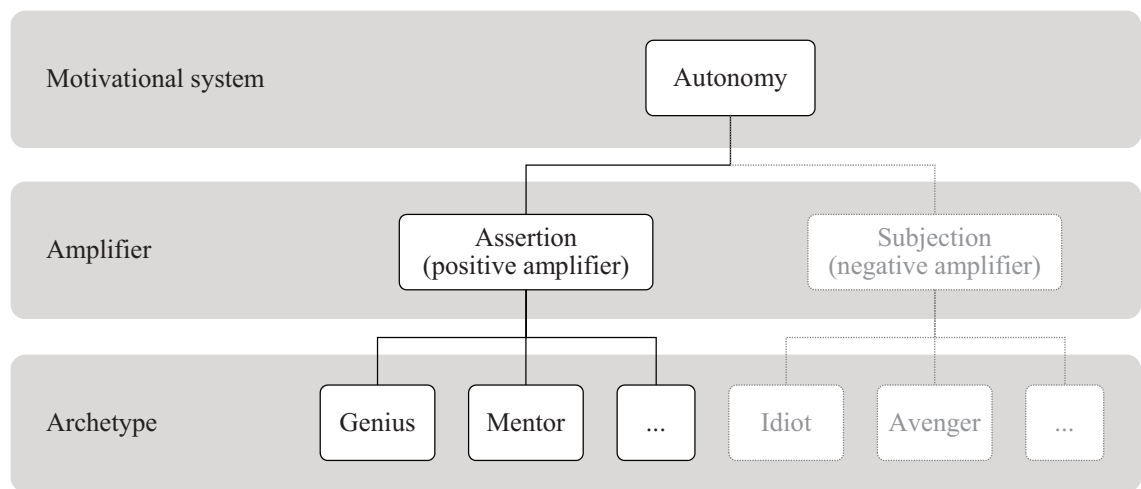 Motivational system
Autonomy
Amplifier
Assertion
(positive amplifier)
Subjection
(negative amplifier)
Archetype
Genius
Mentor
...
Idiot
Avenger
...